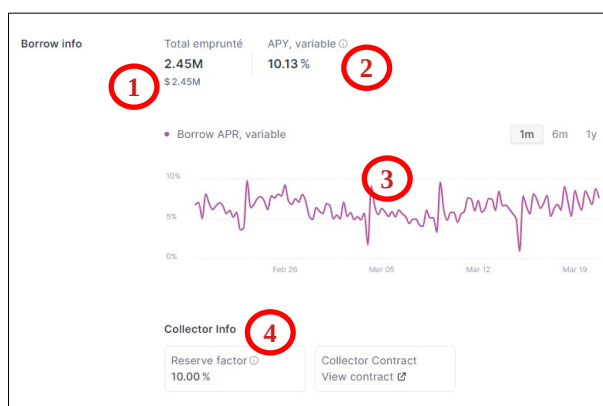 Borrow info
Total emprunté
APY, variable
2.45M
10.13 %
$ 2.45M
1
2
Borrow APR, variable
1m
6m
1y
10%
3
5%
0%
Feb 26
Mar 05
Mar 12
Mar 19
Collector Info
4
Reserve factor
10.00 %
Collector Contract
View contract